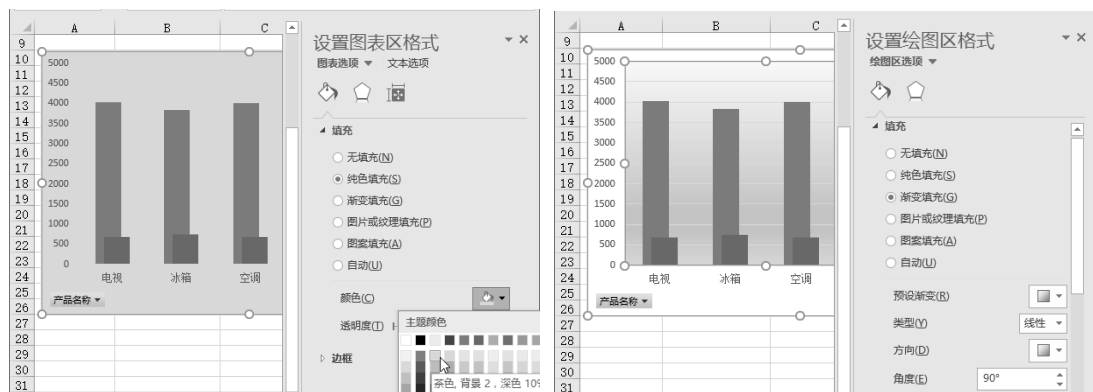 A B C
9
10
11
12
13
14
15
16
17
18
19
20
21
22
23
24
25
26
27
28
29
30
31
5000
4500
4000
3500
3000
2500
2000
1500
1000
500
0
电视 冰箱 空调
产品名称
设置图表区格式
图表选项 文本选项
填充
无填充(N)
纯色填充(S)
渐变填充(G)
图片或纹理填充(P)
图案填充(A)
自动(U)
颜色(C)
透明度(T)
边框
主题颜色
茶色, 背景 2, 深色 10%
A B C
9
10
11
12
13
14
15
16
17
18
19
20
21
22
23
24
25
26
27
28
29
30
31
5000
4500
4000
3500
3000
2500
2000
1500
1000
500
0
电视 冰箱 空调
产品名称
设置绘图区格式
绘图区选项
填充
无填充(N)
纯色填充(S)
渐变填充(G)
图片或纹理填充(P)
图案填充(A)
自动(U)
预设渐变(R)
类型(Y) 线性
方向(D)
角度(E) 90°